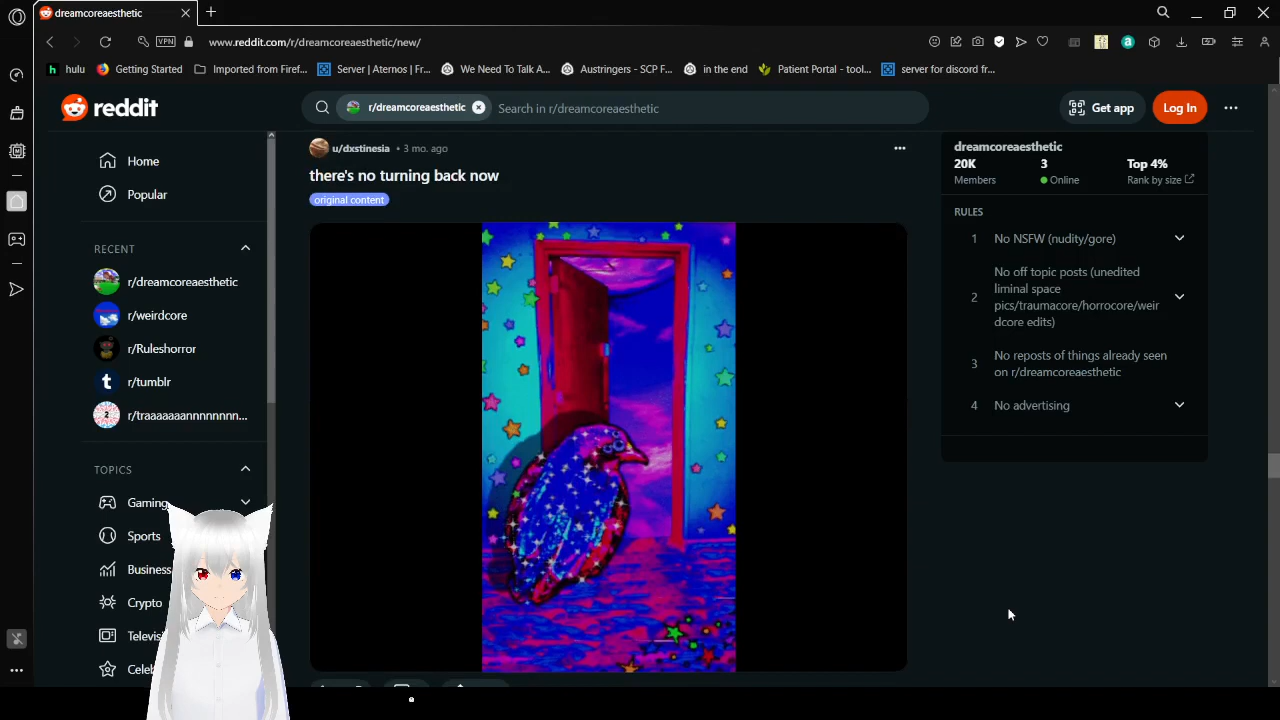 dreamcoreaesthetic
VPN
www.reddit.com/r/dreamcoreaesthetic/new/
hulu
Getting Started
Imported from Firef...
Server | Aternos | Fr...
We Need To Talk A...
Austringers - SCP F...
in the end
Patient Portal - tool...
server for discord fr...
reddit
r/dreamcoreaesthetic
Search in r/dreamcoreaesthetic
Get app
Log In
Home
Popular
RECENT
r/dreamcoreaesthetic
r/weirdcore
r/Ruleshorror
r/tumblr
r/traaaaaaannnnnnnn...
TOPICS
Gaming
Sports
Business
Crypto
Televis
Celeb
u/dxstinesia • 3 mo. ago
there's no turning back now
original content
dreamcoreaesthetic
20K 3 Top 4%
Members Online Rank by size
RULES
1 No NSFW (nudity/gore)
2 No off topic posts (unedited
liminal space
pics/traumacore/horrocore/weir
dcore edits)
3 No reposts of things already seen
on r/dreamcoreaesthetic
4 No advertising